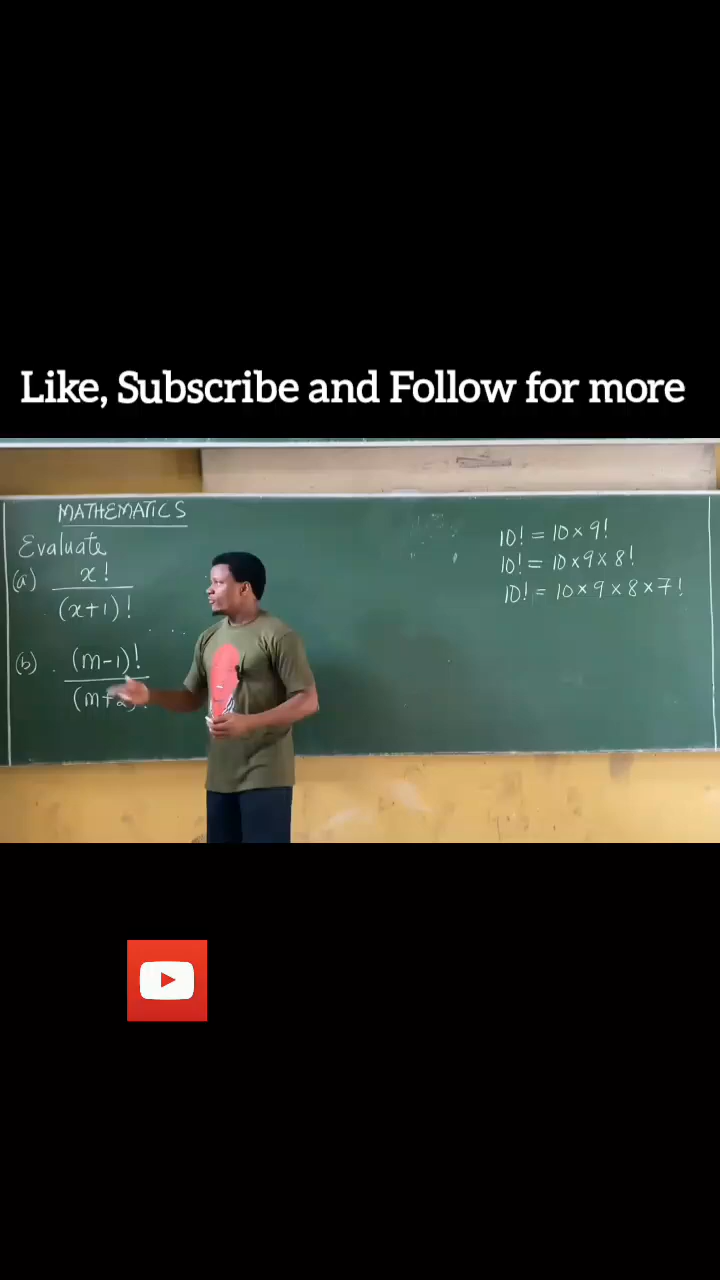 Like, Subscribe and Follow for more
MATHEMATICS
Evaluate
(a) x!
(x+1)!
(b) (m-1)!
10! = 10 × 9!
10! = 10 × 9 × 8!
10! = 10 × 9 × 8 × 7!